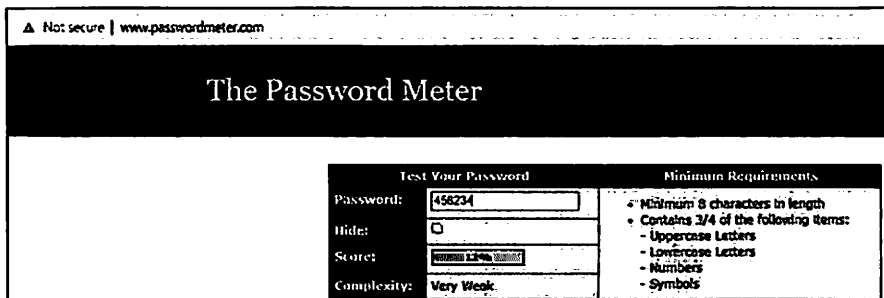 Not secure | www.passwordmeter.com
The Password Meter
Test Your Password
Minimum Requirements
Password:
Hide:
Score:
Complexity: Very Weak
• Minimum 8 characters in length
• Contains 3/4 of the following items:
- Uppercase Letters
- Lowercase Letters
- Numbers
- Symbols